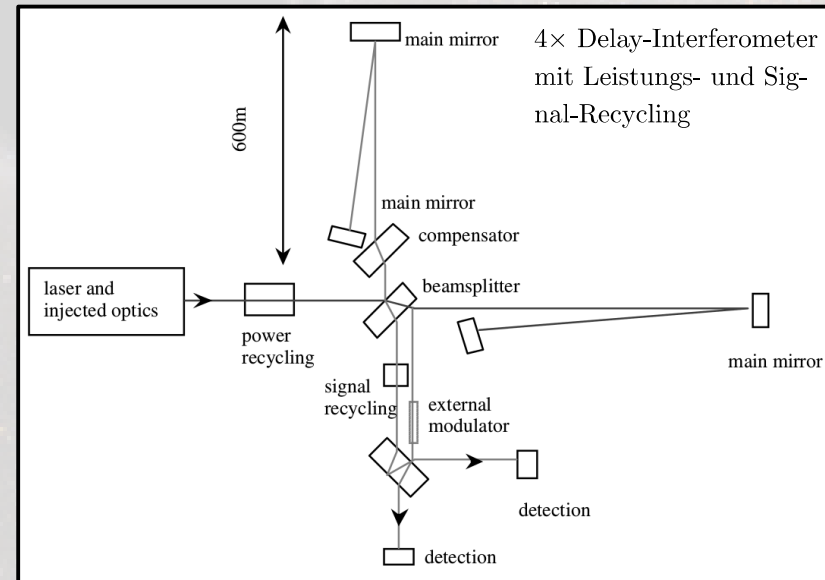 4× Delay-Interferometer
mit Leistungs- und Sig-
nal-Recycling
main mirror
600m
main mirror
compensator
laser and
injected optics
beamsplitter
power
recycling
main mirror
signal
recycling
external
modulator
detection
detection